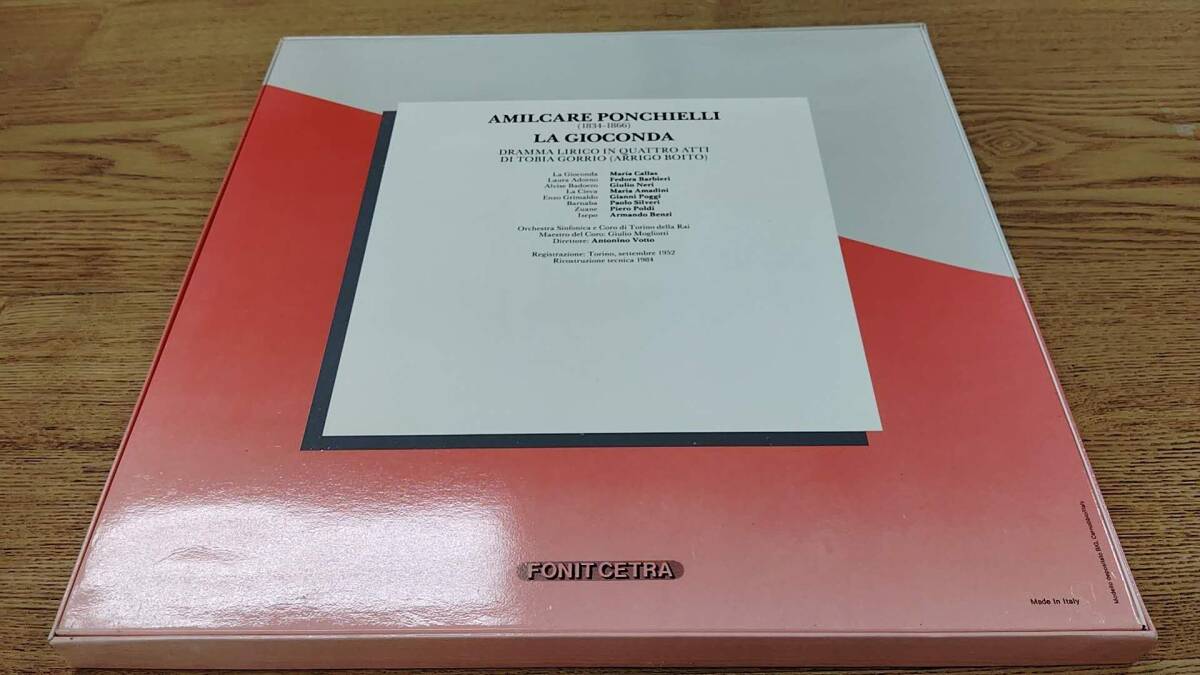 AMILCARE PONCHIELLI
(1834-1866)
LA GIOCONDA
DRAMMA LIRICO IN QUATTRO ATTI
DI TOBIA GORRIO (ARRIGO BOITO)
La Gioconda Maria Callas
Laura Adorno Fedora Barbieri
Alvise Badoero Giulio Neri
La Cieca Maria Amadini
Enzo Grimaldo Gianni Poggi
Barnaba Paolo Silveri
Zuane Piero Poldi
Isepo Armando Benzi
Orchestra Sinfonica e Coro di Torino della Rai
Maestro del Coro: Giulio Mogliotti
Direttore: Antonino Votto
Registrazione: Torino, settembre 1952
Ricostruzione tecnica 1984
FONIT CETRA
Made in Italy
Modello depositato